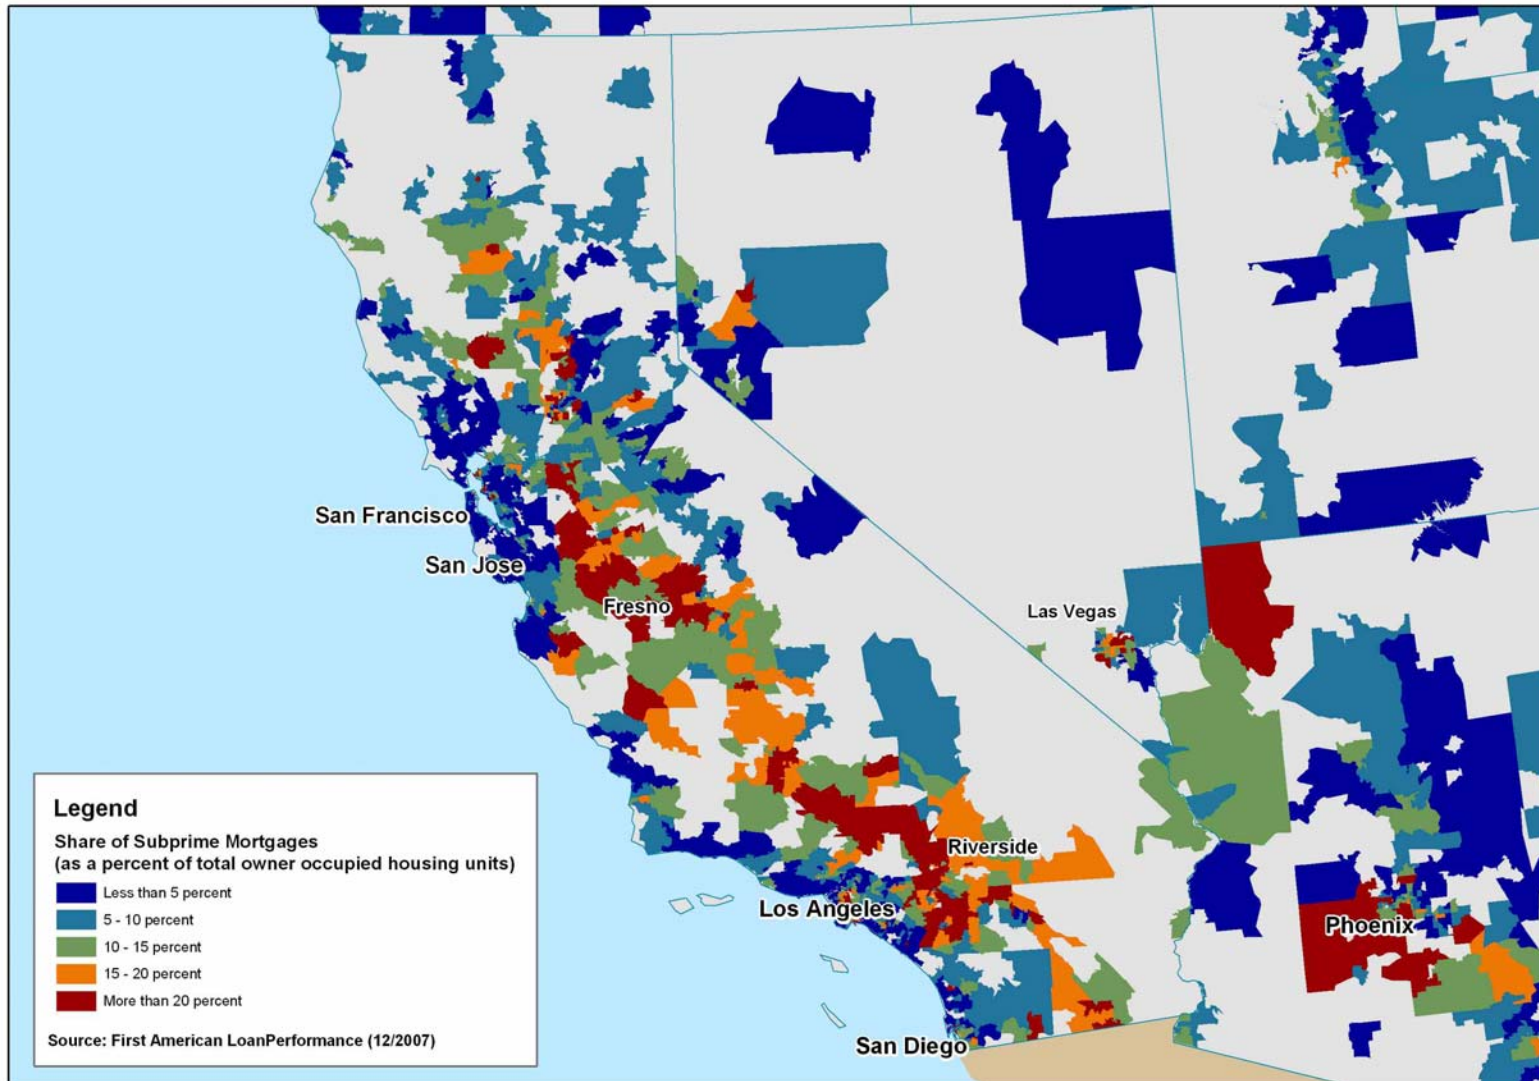 San Francisco
San Jose
Fresno
Las Vegas
Riverside
Los Angeles
Phoenix
San Diego
Legend
Share of Subprime Mortgages
(as a percent of total owner occupied housing units)
Less than 5 percent
5 - 10 percent
10 - 15 percent
15 - 20 percent
More than 20 percent
Source: First American LoanPerformance (12/2007)